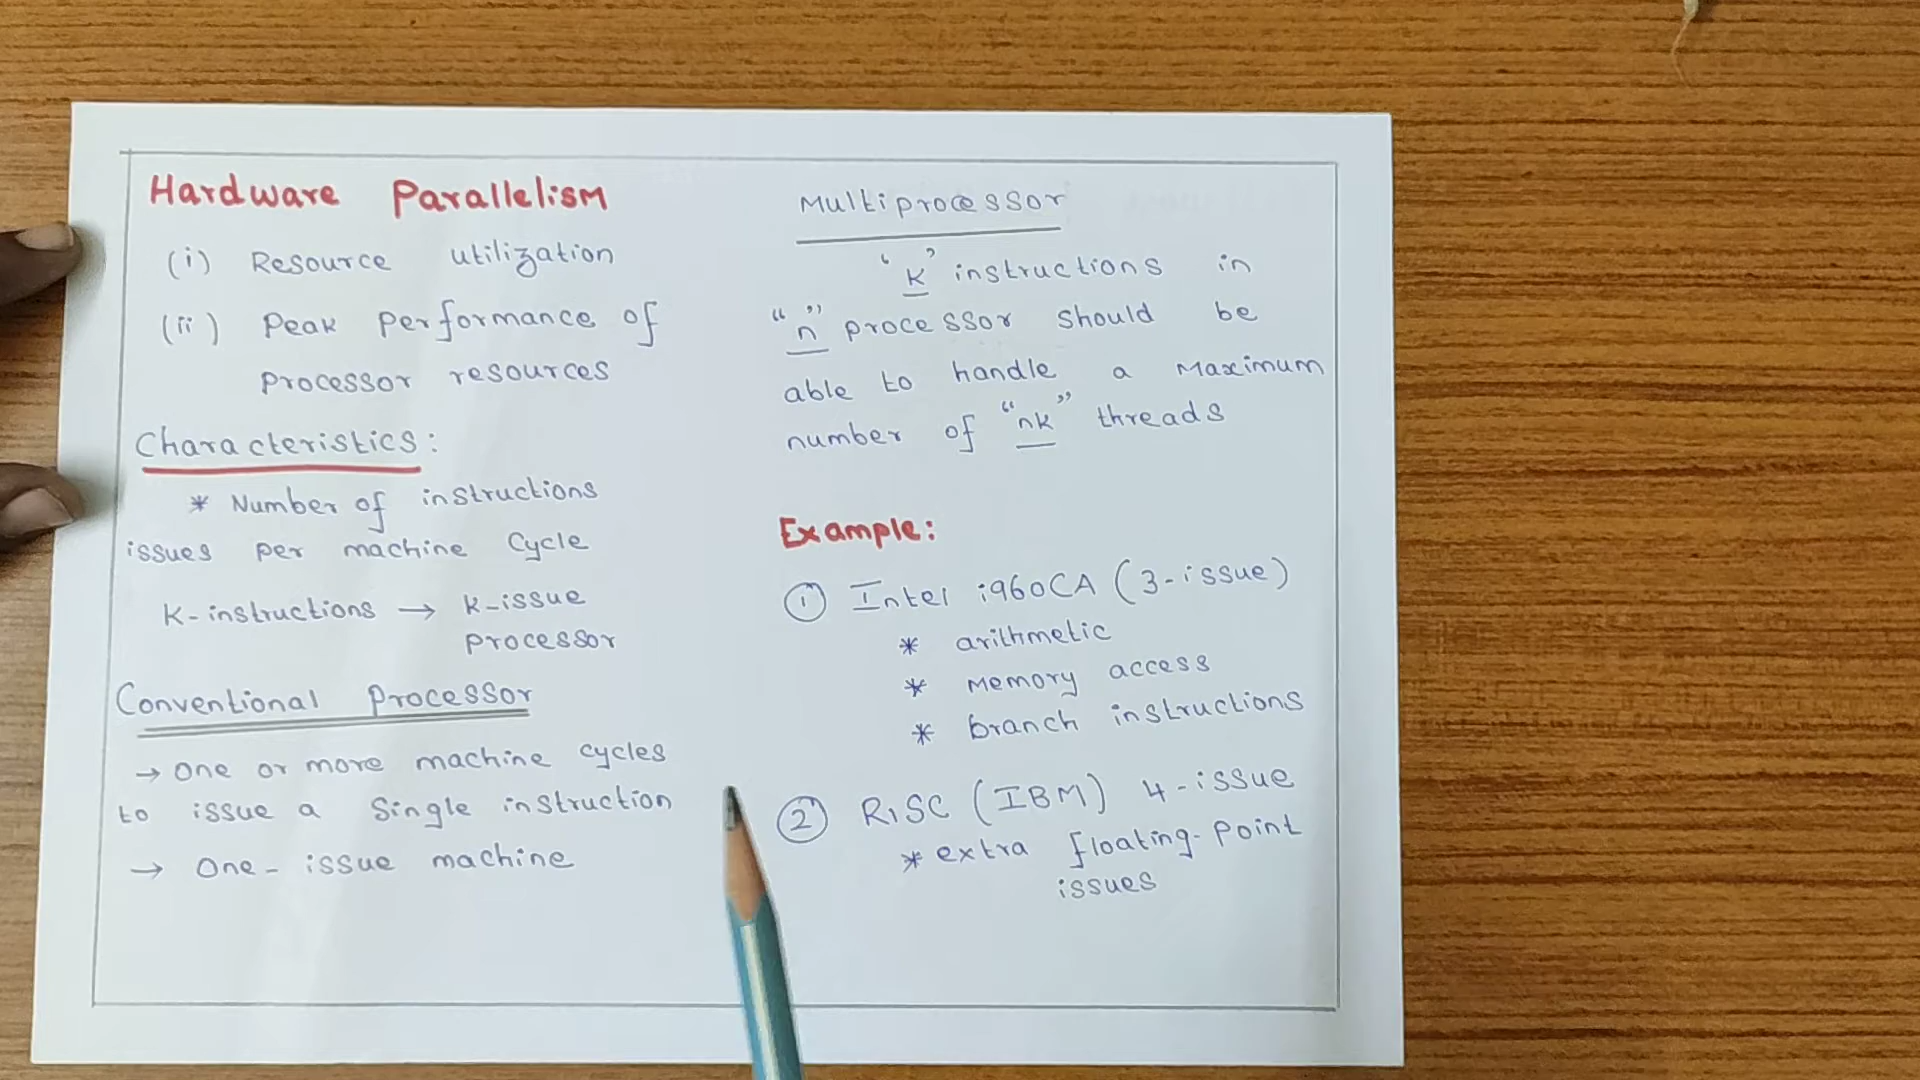 Hardware Parallelism
(i) Resource utilization
(ii) Peak performance of
processor resources
Characteristics:
* Number of instructions
issues per machine cycle
K-instructions → K-issue
processor
Conventional Processor
→ One or more machine cycles
to issue a single instruction
→ One-issue machine
Multiprocessor
'K' instructions in
"n" processor should be
able to handle a maximum
number of "nk" threads
Example:
① Intel i960CA (3-issue)
* arithmetic
* Memory access
* branch instructions
② RISC (IBM) 4-issue
* extra floating-point
issues